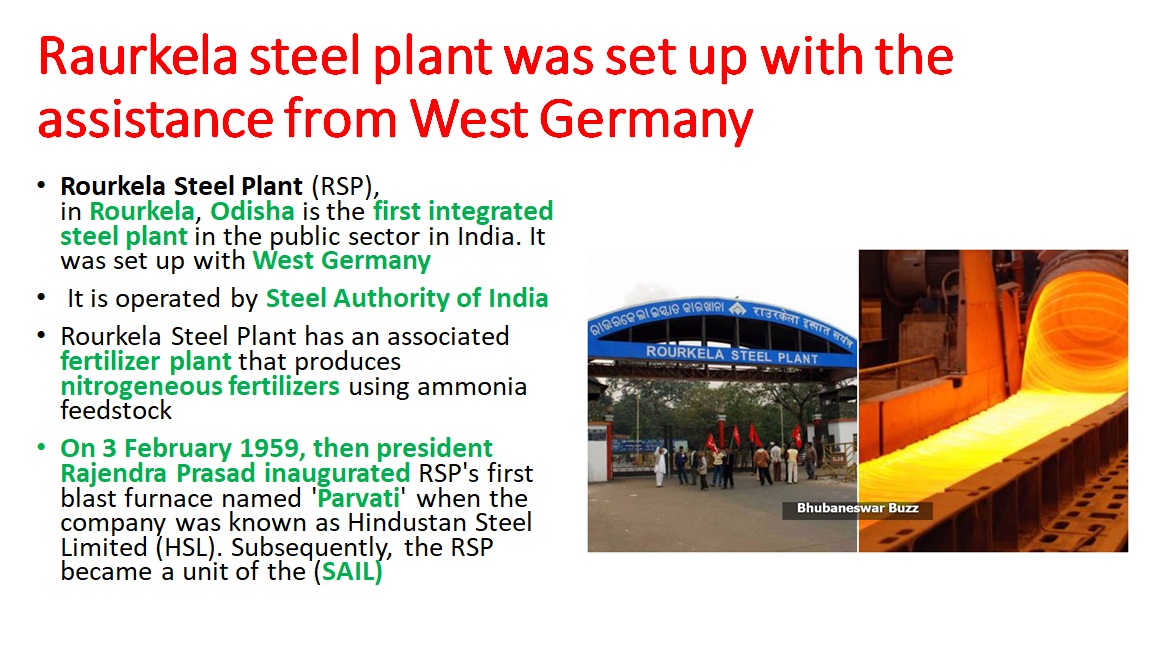 Raurkela steel plant was set up with the
assistance from West Germany
• Rourkela Steel Plant (RSP),
in Rourkela, Odisha is the first integrated
steel plant in the public sector in India. It
was set up with West Germany
• It is operated by Steel Authority of India
• Rourkela Steel Plant has an associated
fertilizer plant that produces
nitrogeneous fertilizers using ammonia
feedstock
• On 3 February 1959, then president
Rajendra Prasad inaugurated RSP's first
blast furnace named 'Parvati' when the
company was known as Hindustan Steel
Limited (HSL). Subsequently, the RSP
became a unit of the (SAIL)
ରାଉରକେଲା ଇସ୍ପାତ କାରଖାନା राउरकेला इस्पात संयंत्र
ROURKELA STEEL PLANT
Bhubaneswar Buzz